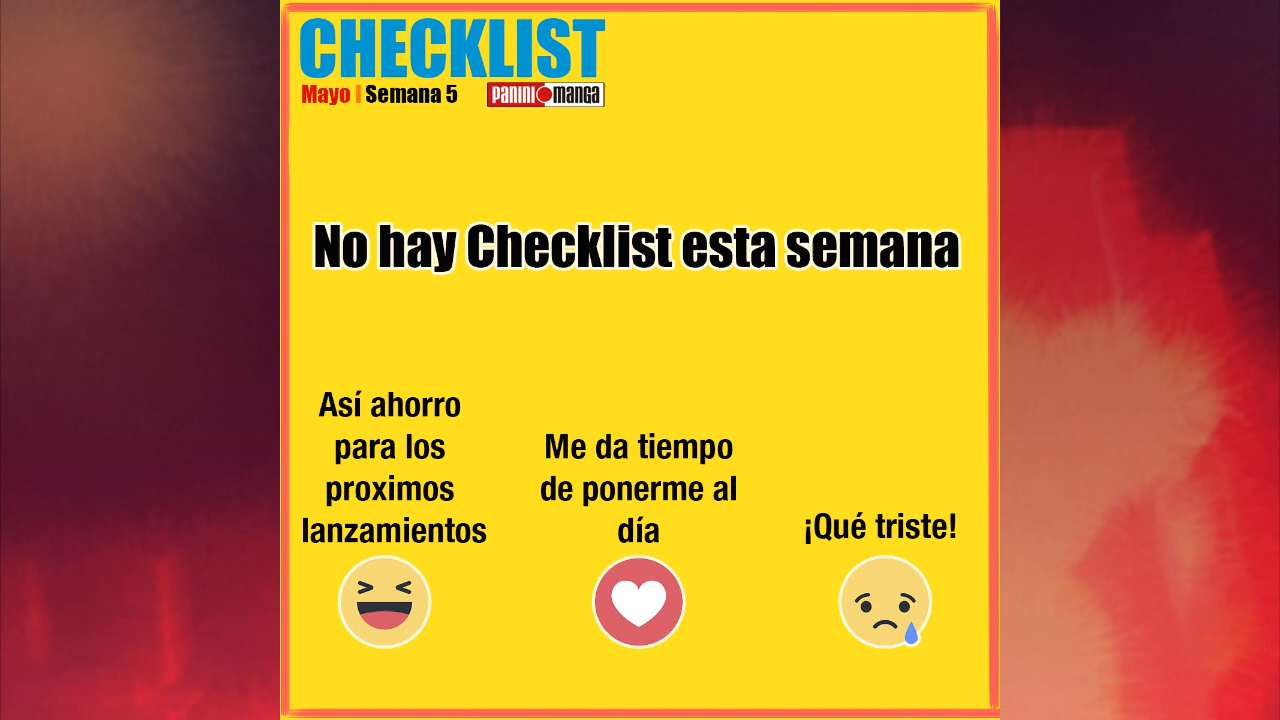 CHECKLIST
Mayo | Semana 5
PANINI manga
No hay Checklist esta semana
Así ahorro
para los
proximos
lanzamientos
Me da tiempo
de ponerme al
día
¡Qué triste!